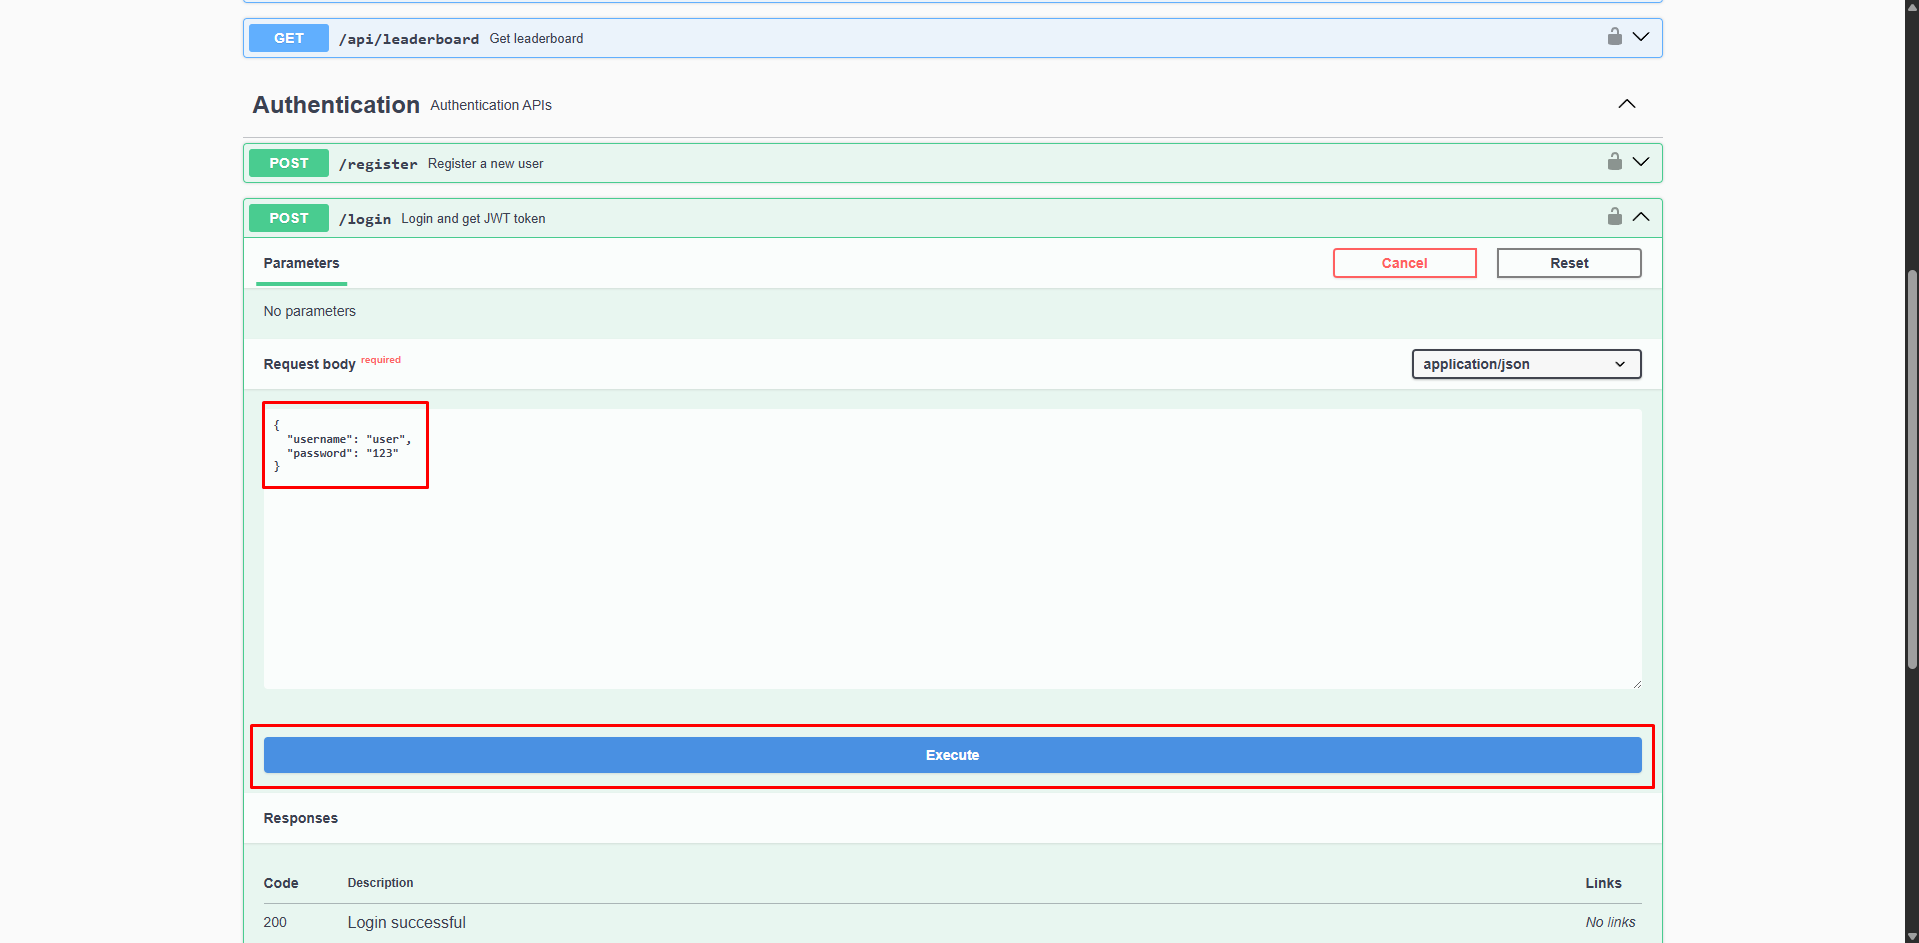 GET /api/leaderboard Get leaderboard
Authentication Authentication APIs
POST /register Register a new user
POST /login Login and get JWT token
Parameters
Cancel
Reset
No parameters
Request body required
application/json
{
  "username": "user",
  "password": "123"
}
Execute
Responses
Code Description Links
200 Login successful No links